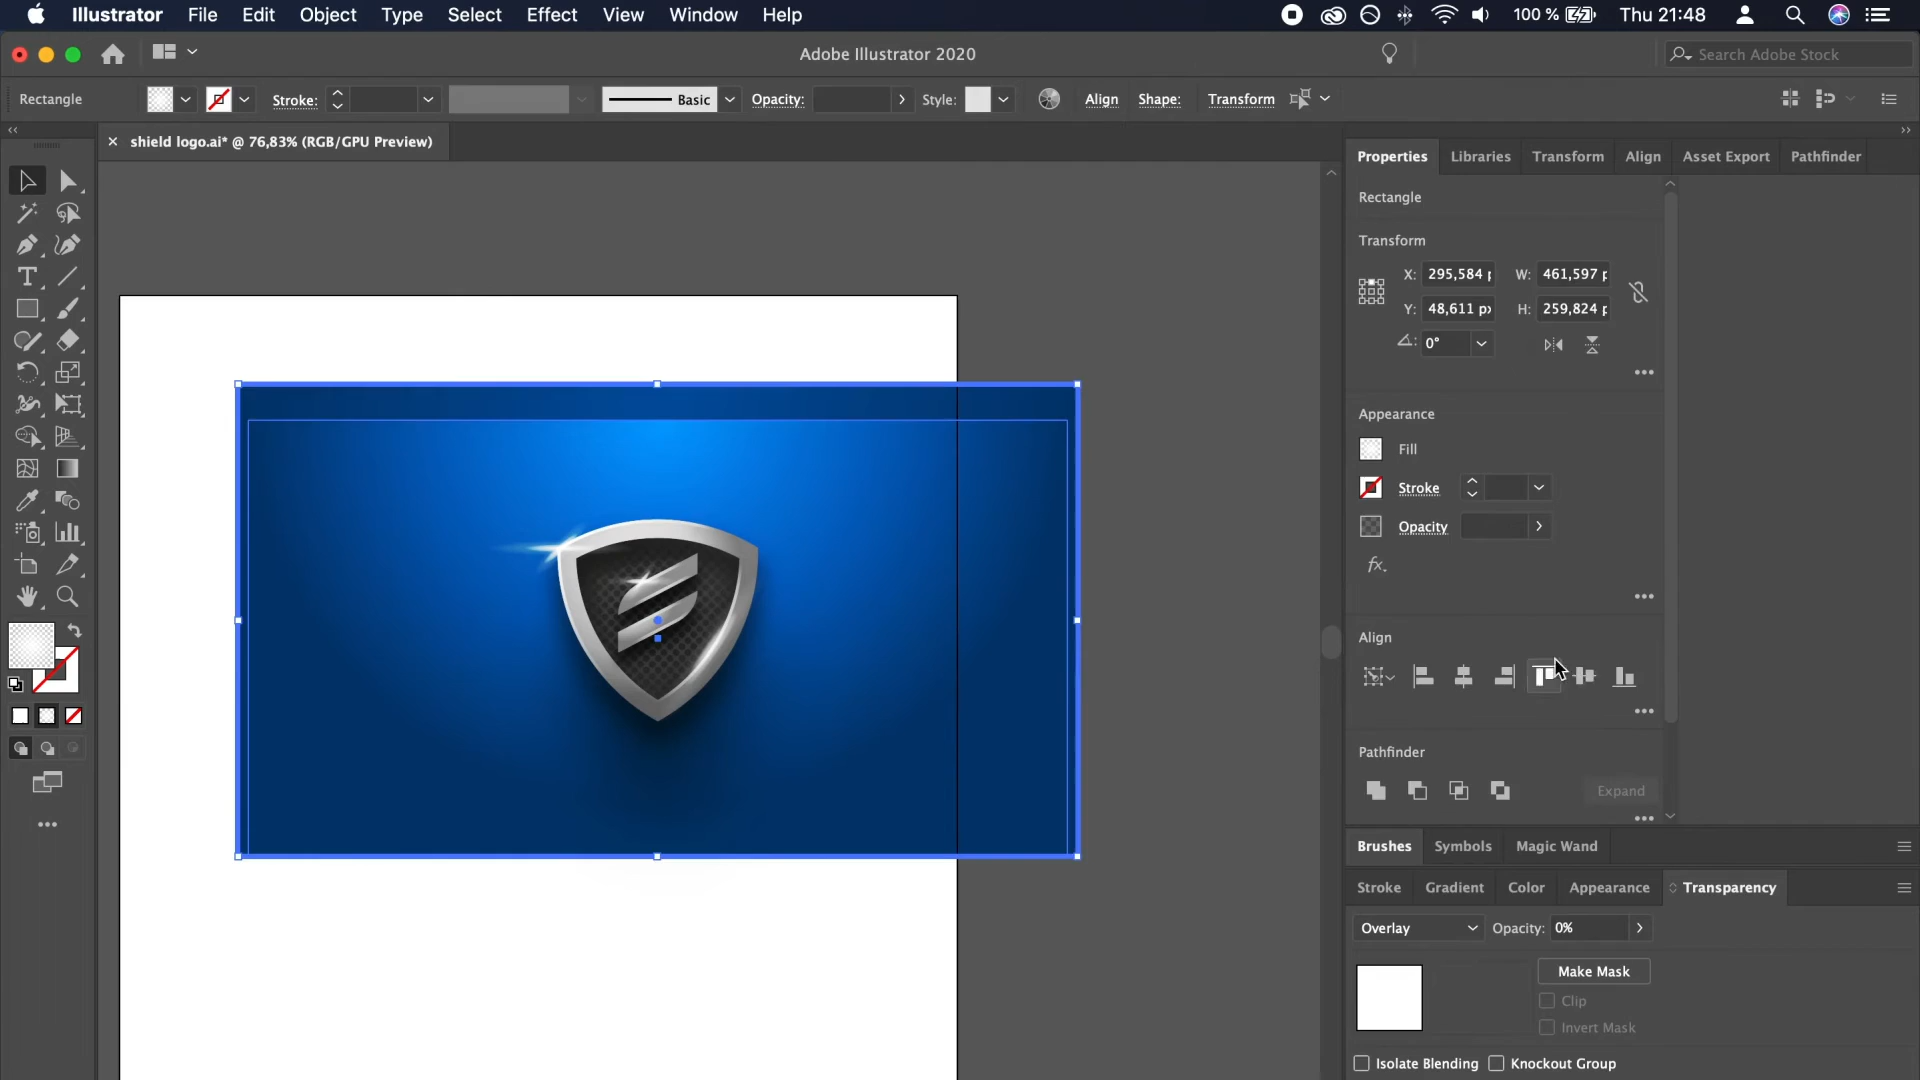 Illustrator File Edit Object Type Select Effect View Window Help 100 % Thu 21:48
Adobe Illustrator 2020
Search Adobe Stock
Rectangle Stroke: Basic Opacity: Style: Align Shape: Transform
shield logo.ai* @ 76,83% (RGB/GPU Preview)
Properties Libraries Transform Align Asset Export Pathfinder
Rectangle
Transform
X: 295,584 p W: 461,597 p
Y: 48,611 px H: 259,824 p
0°
Appearance
Fill
Stroke
Opacity
fx.
Align
Pathfinder
Expand
Brushes Symbols Magic Wand
Stroke Gradient Color Appearance Transparency
Overlay Opacity: 0%
Make Mask
Clip
Invert Mask
Isolate Blending Knockout Group